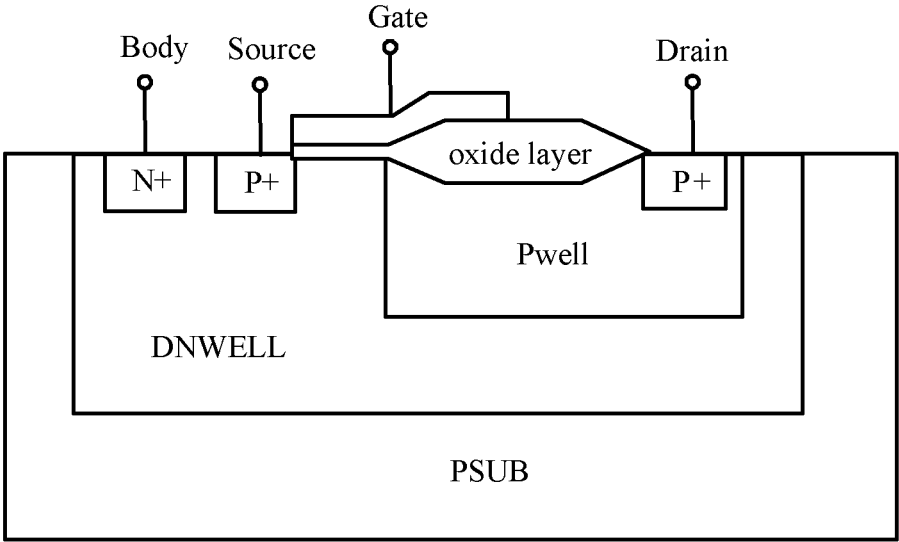 Gate
Body
Source
Drain
oxide layer
N+
P+
P+
Pwell
DNWELL
PSUB